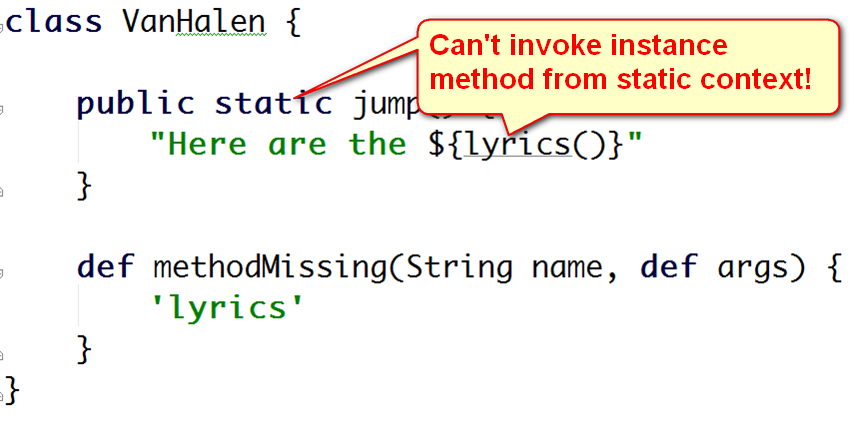 class VanHalen {
Can't invoke instance
method from static context!
public static jump() {
"Here are the ${lyrics()}"
}
def methodMissing(String name, def args) {
'lyrics'
}
}